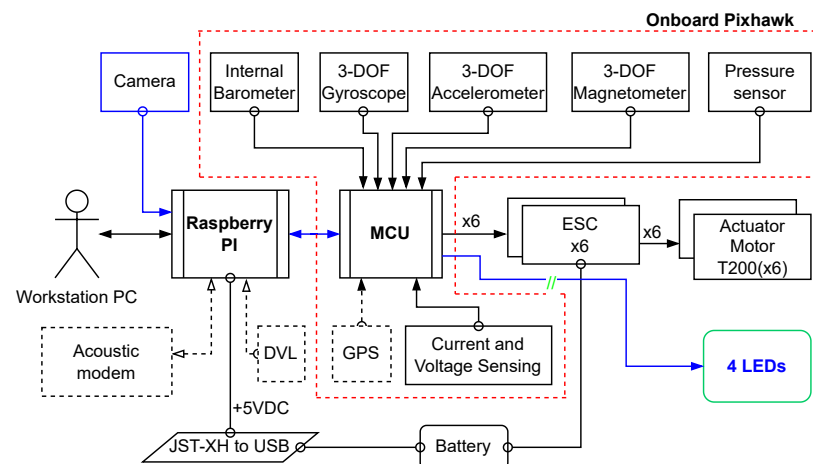 Onboard Pixhawk
Camera
Internal
Barometer
3-DOF
Gyroscope
3-DOF
Accelerometer
3-DOF
Magnetometer
Pressure
sensor
Raspberry
PI
MCU
x6
ESC
x6
x6
Actuator
Motor
T200(x6)
Workstation PC
//
Acoustic
modem
DVL
GPS
Current and
Voltage Sensing
4 LEDs
+5VDC
JST-XH to USB
Battery